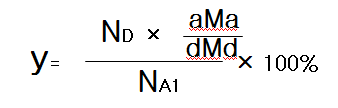 aMa
N_D ×
dMd
y = × 100%
N_A1